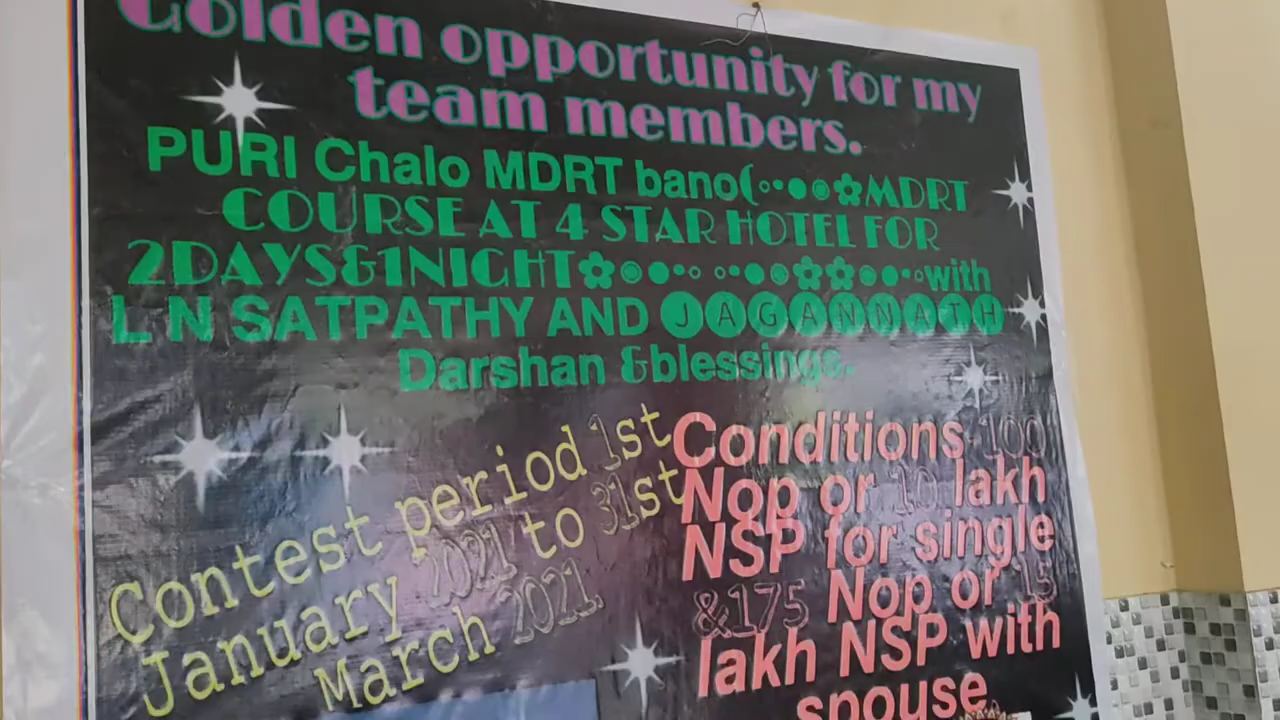 Golden opportunity for my
team members.
PURI Chalo MDRT bano(◦•●◉✿MDRT
COURSE AT 4 STAR HOTEL FOR
2DAYS&1NIGHT✿◉●•◦ ◦•●◉✿✿◉●•◦with
L N SATPATHY AND 🅙🅐🅖🅐🅝🅝🅐🅣🅗
Darshan &blessings.
Contest period 1st
January 2021 to 31st
March 2021
Conditions 100
Nop or 10 lakh
NSP for single
&175 Nop or 15
lakh NSP with
spouse